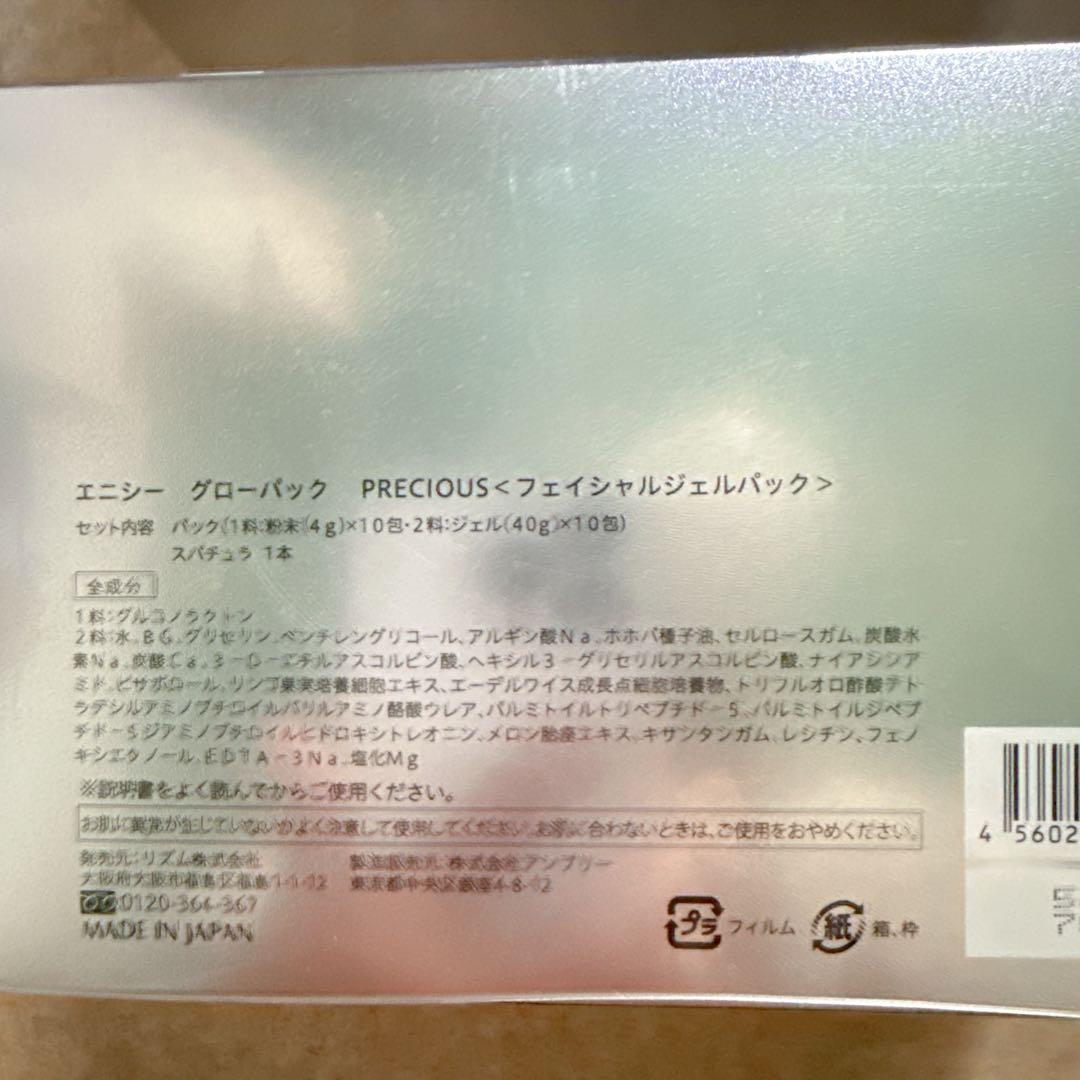 エニシー グローパック PRECIOUS<フェイシャルジェルパック>
セット内容 パック(1料:粉末(4g)×10包・2料:ジェル(40g)×10包)
スパチュラ 1本
全成分
1料:グルコノラクトン
2料:水、BG、グリセリン、ペンチレングリコール、アルギン酸Na、ホホバ種子油、セルロースガム、炭酸水
素Na、炭酸Ca、3-O-エチルアスコルビン酸、ヘキシル3-グリセリルアスコルビン酸、ナイアシンア
ミド、ビサボロール、リンゴ果実培養細胞エキス、エーデルワイス成長点細胞培養物、トリフルオロ酢酸テト
ラデシルアミノブチロイルバリルアミノ酪酸ウレア、パルミトイルトリペプチド-5、パルミトイルジペプ
チド-5ジアミノブチロイルヒドロキシトレオニン、メロン胎座エキス、キサンタンガム、レシチン、フェノ
キシエタノール、EDTA-3Na、塩化Mg
※説明書をよく読んでからご使用ください。
お肌に異常が生じていないかよく注意して使用してください。お肌に合わないときは、ご使用をおやめください。
発売元:リズム株式会社 製造販売元:株式会社アンプリー
大阪府大阪市福島区福島1-1-12 東京都中央区銀座4-8-12
0120-364-367
MADE IN JAPAN
プラ フィルム 紙 箱、枠
4 5602